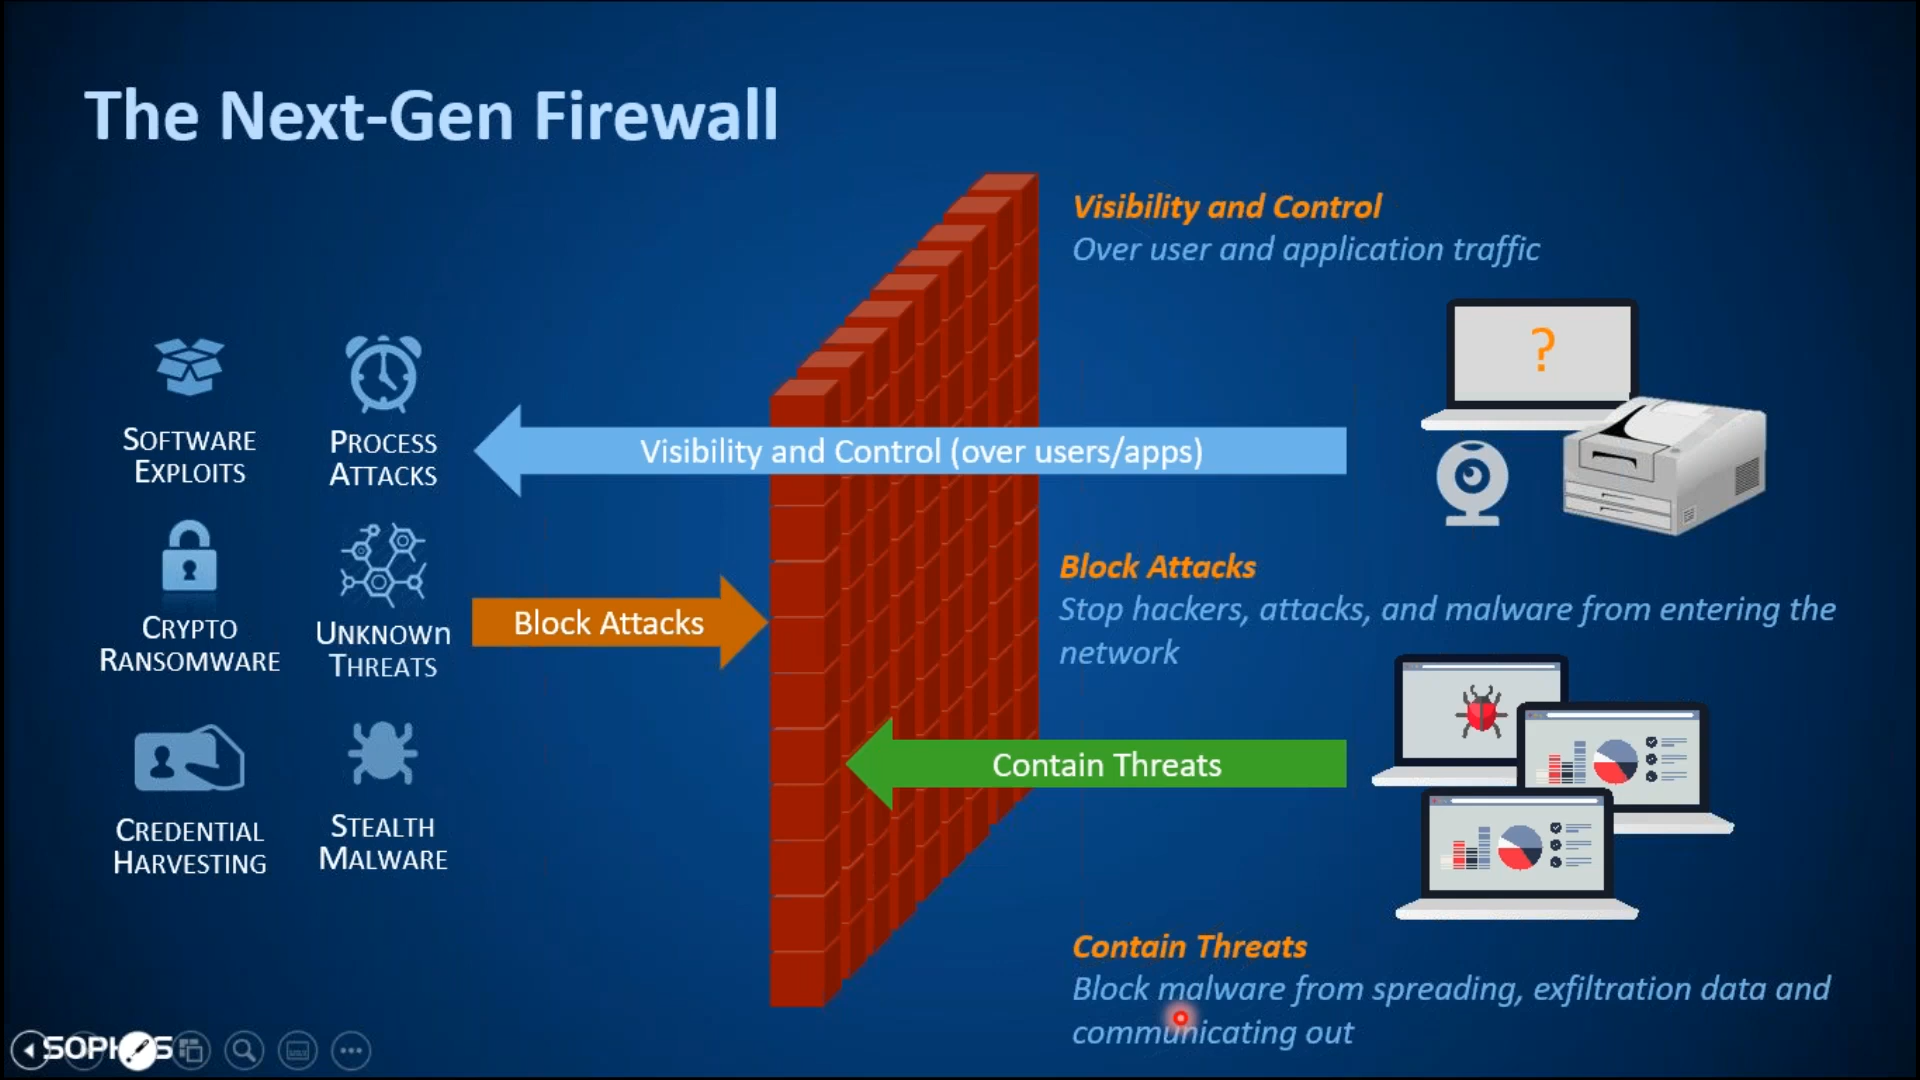 The Next-Gen Firewall
Visibility and Control
Over user and application traffic
?
SOFTWARE
EXPLOITS
PROCESS
ATTACKS
Visibility and Control (over users/apps)
CRYPTO
RANSOMWARE
UNKNOWn
THREATS
Block Attacks
Block Attacks
Stop hackers, attacks, and malware from entering the
network
CREDENTIAL
HARVESTING
STEALTH
MALWARE
Contain Threats
Contain Threats
Block malware from spreading, exfiltration data and
communicating out
SOPHOS